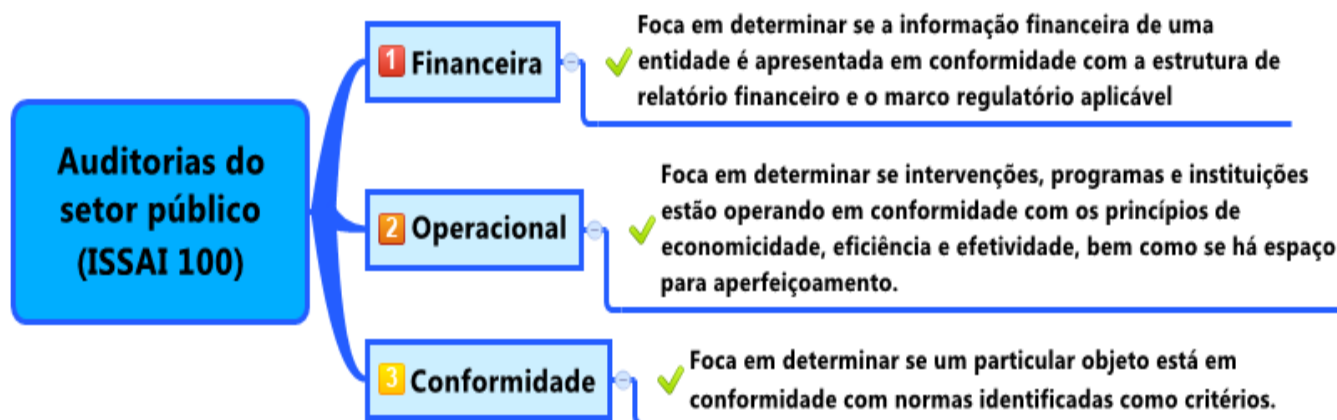 Auditorias do
setor público
(ISSAI 100)
1 Financeira
Foca em determinar se a informação financeira de uma
entidade é apresentada em conformidade com a estrutura de
relatório financeiro e o marco regulatório aplicável
2 Operacional
Foca em determinar se intervenções, programas e instituições
estão operando em conformidade com os princípios de
economicidade, eficiência e efetividade, bem como se há espaço
para aperfeiçoamento.
3 Conformidade
Foca em determinar se um particular objeto está em
conformidade com normas identificadas como critérios.